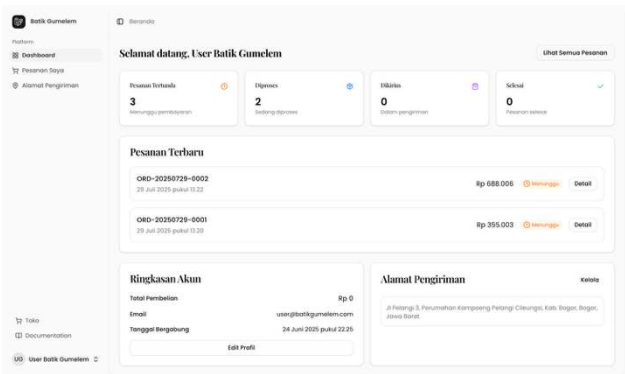 Batik Gumelem
Beranda
Platform
Dashboard
Pesanan Saya
Alamat Pengiriman
Selamat datang, User Batik Gumelem
Lihat Semua Pesanan
Pesanan Tertunda
3
Menunggu pembayaran
Diproses
2
Sedang diproses
Dikirim
0
Dalam pengiriman
Selesai
0
Pesanan selesai
Pesanan Terbaru
ORD-20250729-0002
29 Juli 2025 pukul 13.22
Rp 688.006
Menunggu
Detail
ORD-20250729-0001
29 Juli 2025 pukul 13.20
Rp 355.003
Menunggu
Detail
Ringkasan Akun
Total Pembelian
Rp 0
Email
user@batikgumelem.com
Tanggal Bergabung
24 Juni 2025 pukul 22.25
Edit Profil
Alamat Pengiriman
Kelola
Jl Pelangi 3, Perumahan Kampoeng Pelangi Cileungsi, Kab. Bogor, Bogor,
Jawa Barat
Toko
Documentation
UG User Batik Gumelem